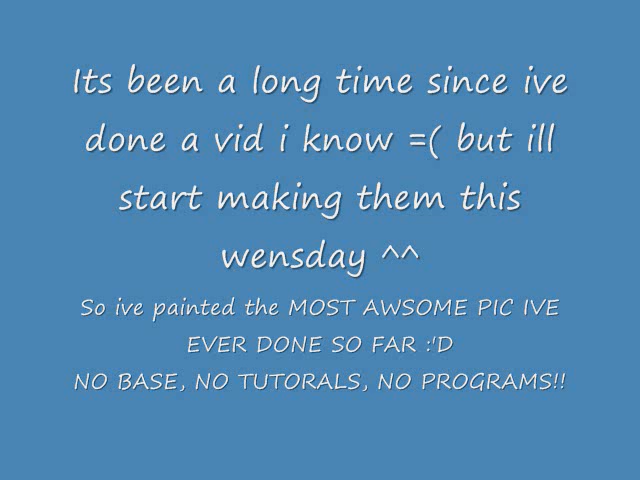 Its been a long time since ive
done a vid i know =( but ill
start making them this
wensday ^^
So ive painted the MOST AWSOME PIC IVE
EVER DONE SO FAR :'D
NO BASE, NO TUTORALS, NO PROGRAMS!!